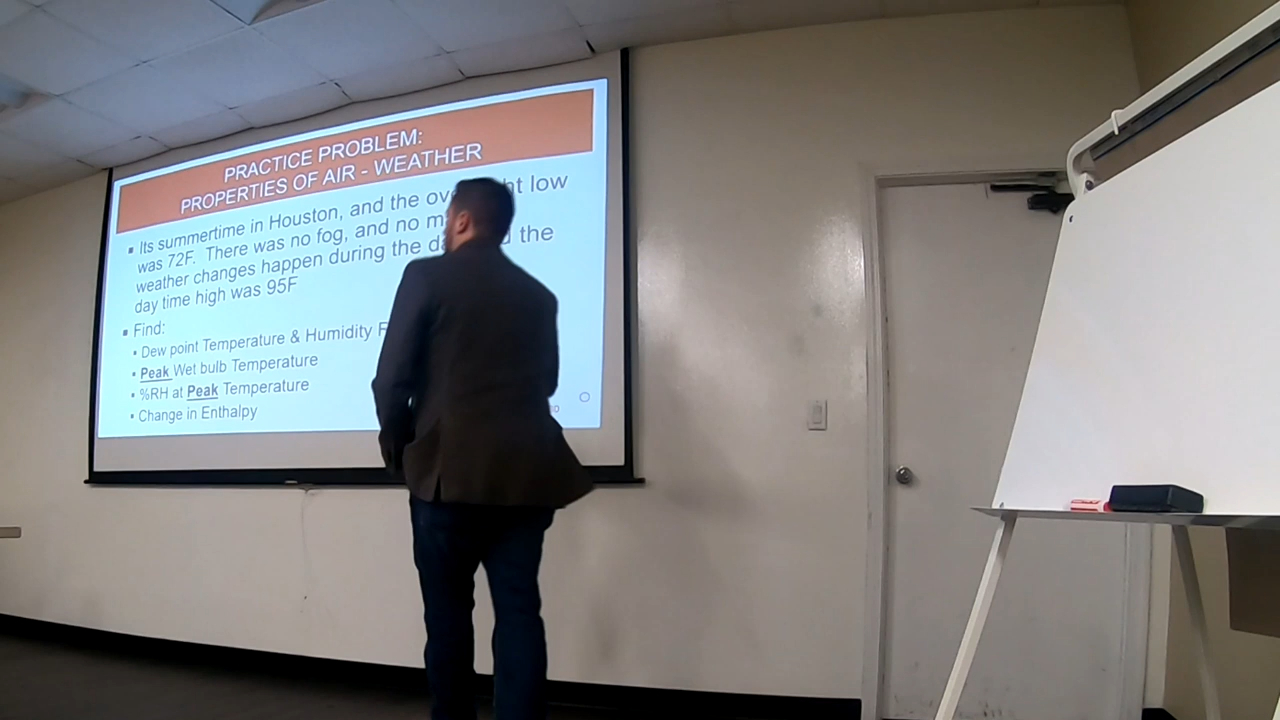 PRACTICE PROBLEM:
PROPERTIES OF AIR - WEATHER
▪ Its summertime in Houston, and the low
was 72F. There was no fog, and no
weather changes happen during the the
day time high was 95F
▪ Find:
▪ Dew point Temperature & Humidity
▪ Peak Wet bulb Temperature
▪ %RH at Peak Temperature
▪ Change in Enthalpy